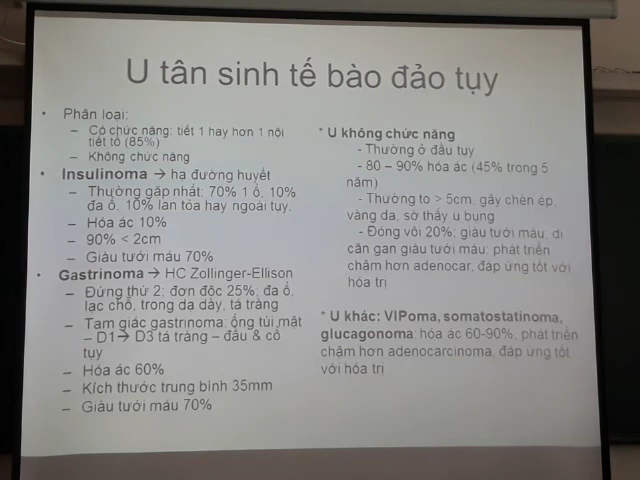 U tân sinh tế bào đảo tụy
• Phân loại:
– Có chức năng: tiết 1 hay hơn 1 nội
tiết tố (85%)
– Không chức năng
• Insulinoma → hạ đường huyết
– Thường gặp nhất: 70% 1 ổ, 10%
đa ổ, 10% lan tỏa hay ngoài tụy.
– Hóa ác 10%
– 90% < 2cm
– Giàu tưới máu 70%
• Gastrinoma → HC Zollinger-Ellison
– Đứng thứ 2: đơn độc 25%, đa ổ,
lạc chỗ, trong dạ dày, tá tràng
– Tam giác gastrinoma: ống túi mật
– D1→ D3 tá tràng – đầu & cổ
tụy
– Hóa ác 60%
– Kích thước trung bình 35mm
– Giàu tưới máu 70%
* U không chức năng
- Thường ở đầu tụy
- 80 – 90% hóa ác (45% trong 5
năm)
- Thường to > 5cm, gây chèn ép,
vàng da, sờ thấy u bụng
- Đóng vôi 20%; giàu tưới máu; di
căn gan giàu tưới máu; phát triển
chậm hơn adenocar, đáp ứng tốt với
hóa trị
* U khác: VIPoma, somatostatinoma,
glucagonoma: hóa ác 60-90%, phát triển
chậm hơn adenocarcinoma, đáp ứng tốt
với hóa trị